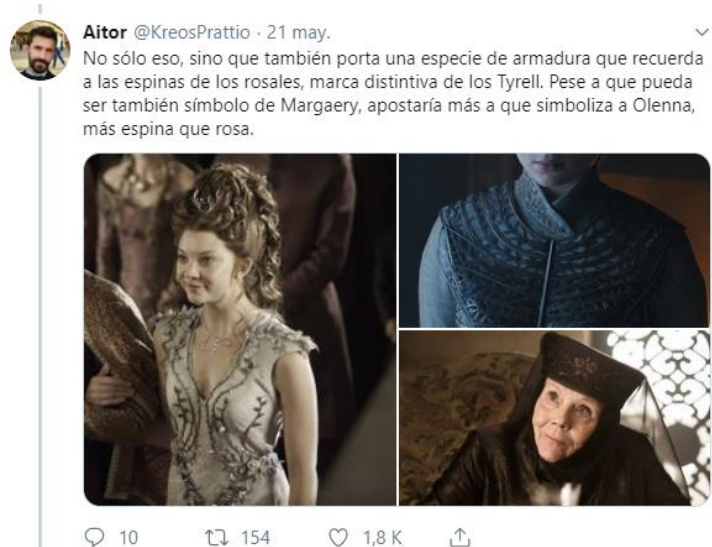 Aitor @KreosPrattio · 21 may.
No sólo eso, sino que también porta una especie de armadura que recuerda
a las espinas de los rosales, marca distintiva de los Tyrell. Pese a que pueda
ser también símbolo de Margaery, apostaría más a que simboliza a Olenna,
más espina que rosa.
10 154 1,8 K